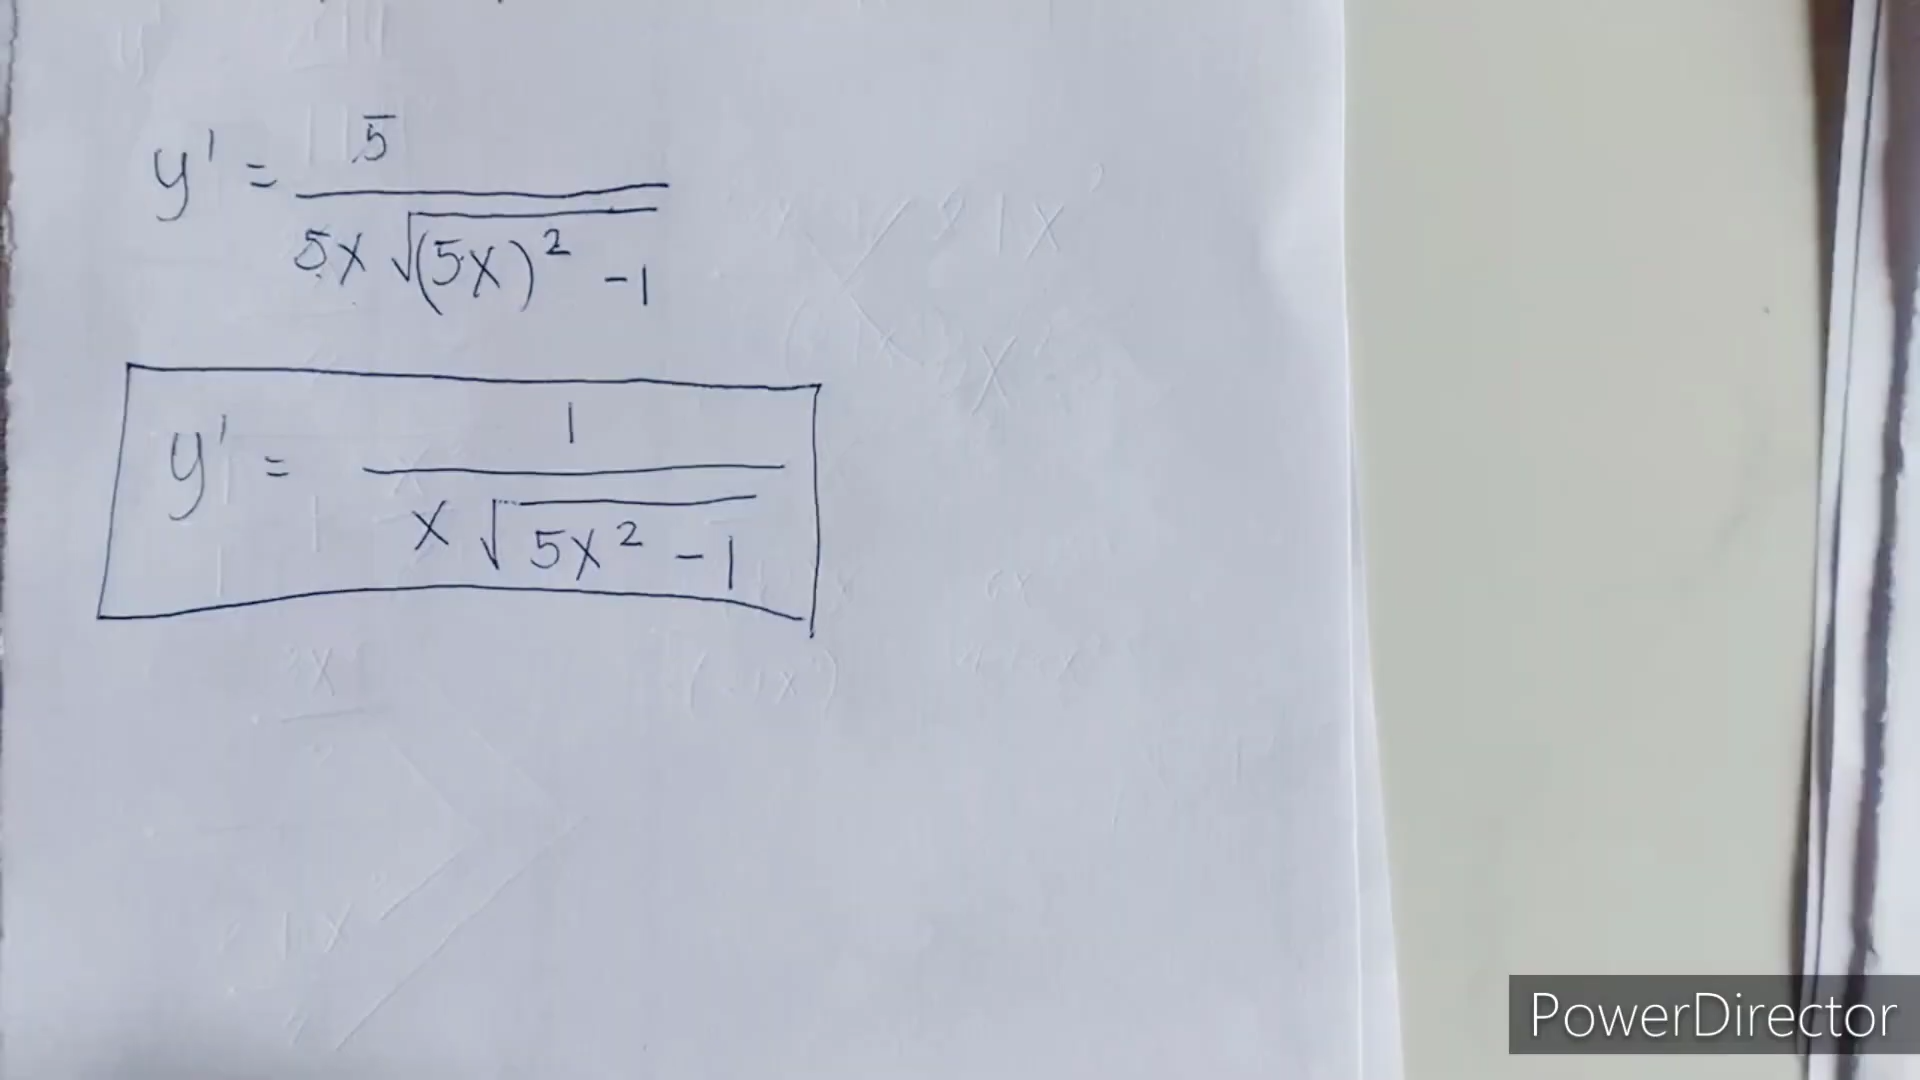 y' = 5 / 5x √(5x)² -1
y' = 1 / x √5x² -1
PowerDirector